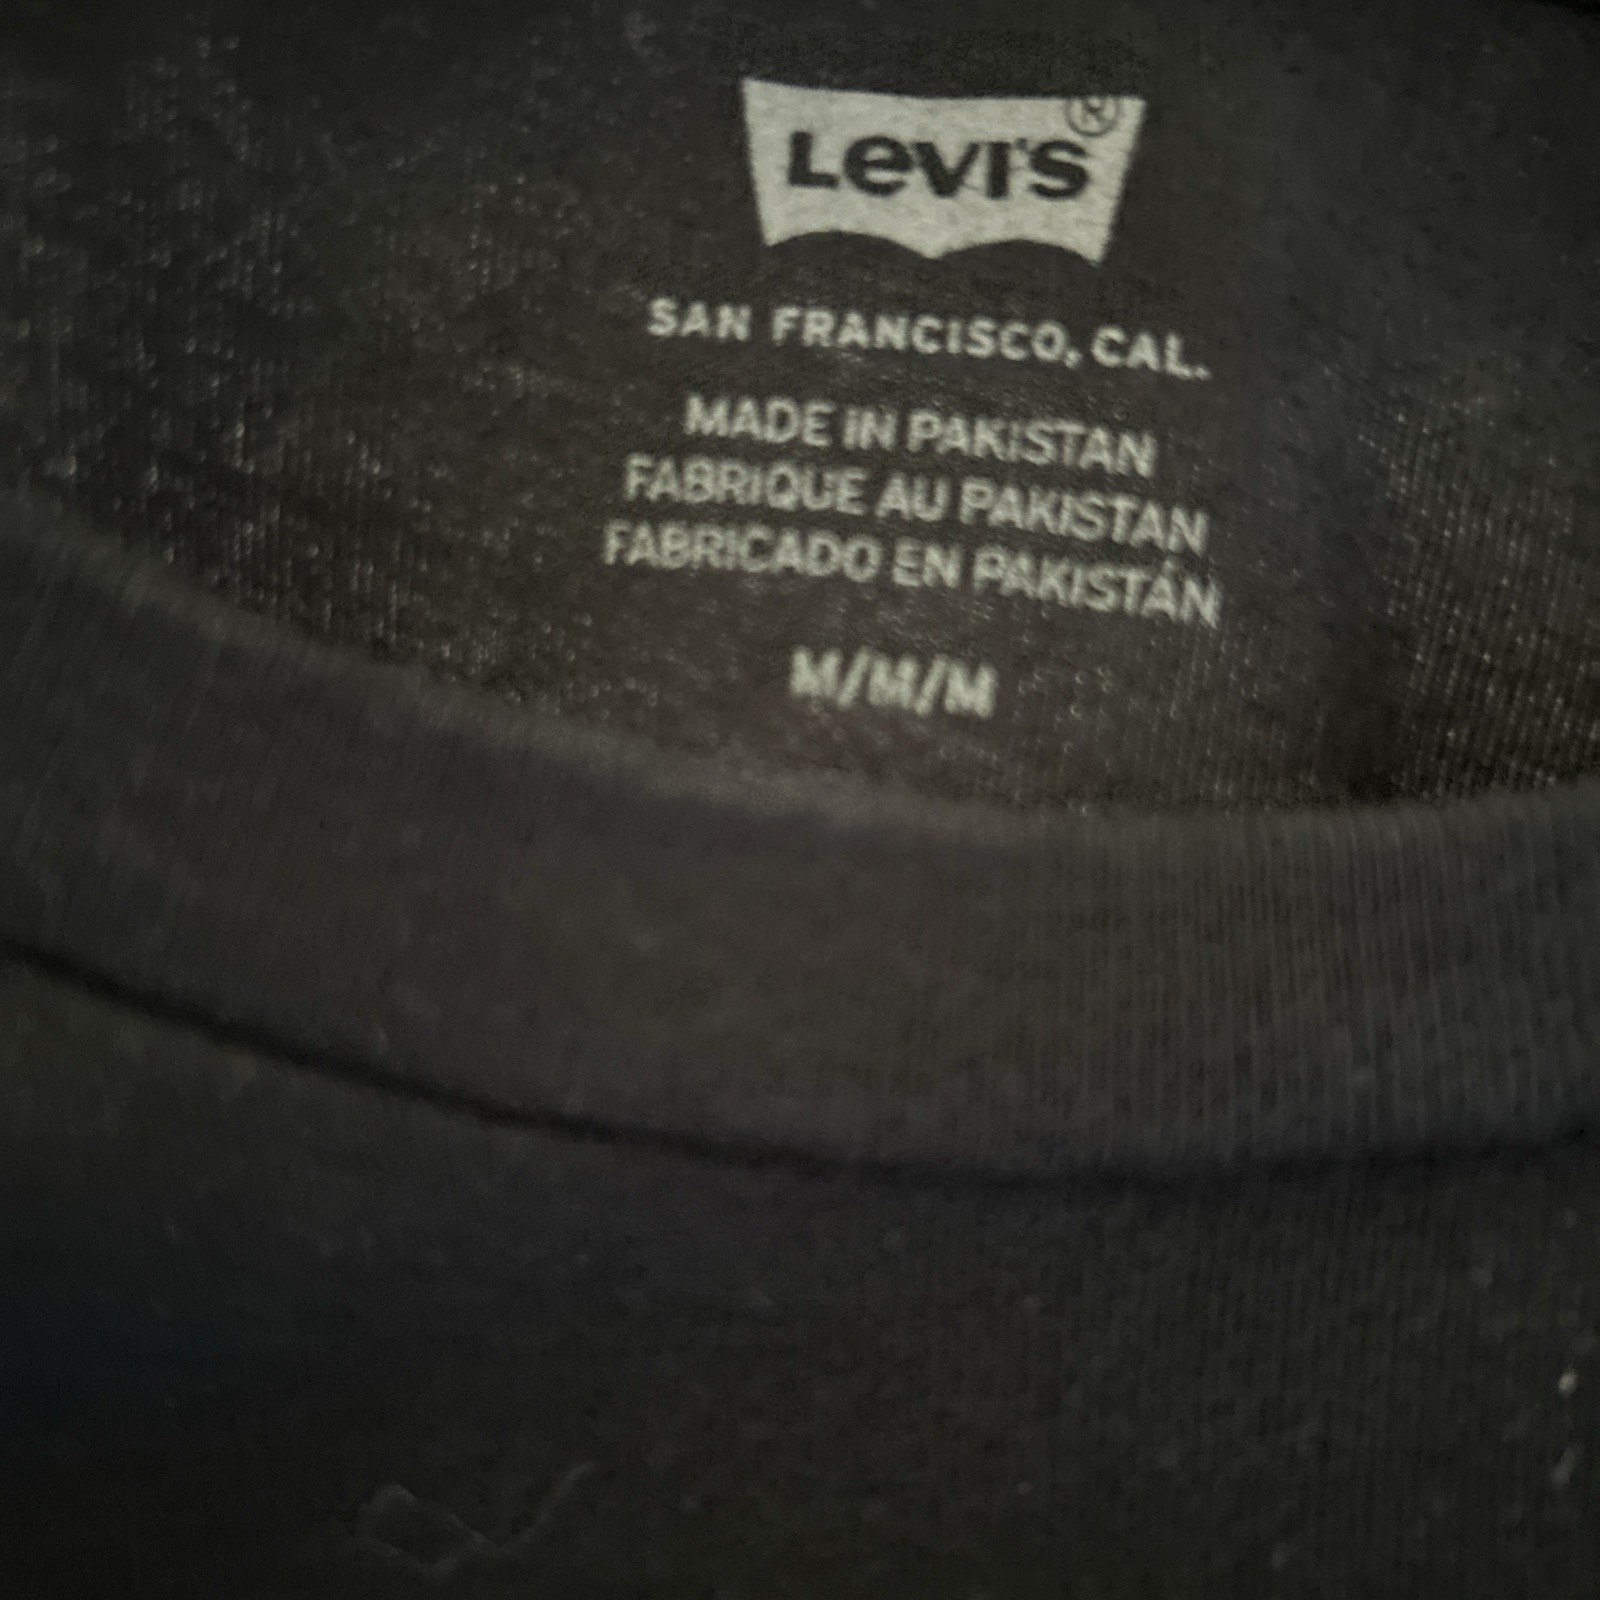 LEVI'S ®
SAN FRANCISCO, CAL.
MADE IN PAKISTAN
FABRIQUE AU PAKISTAN
FABRICADO EN PAKISTÁN
M/M/M